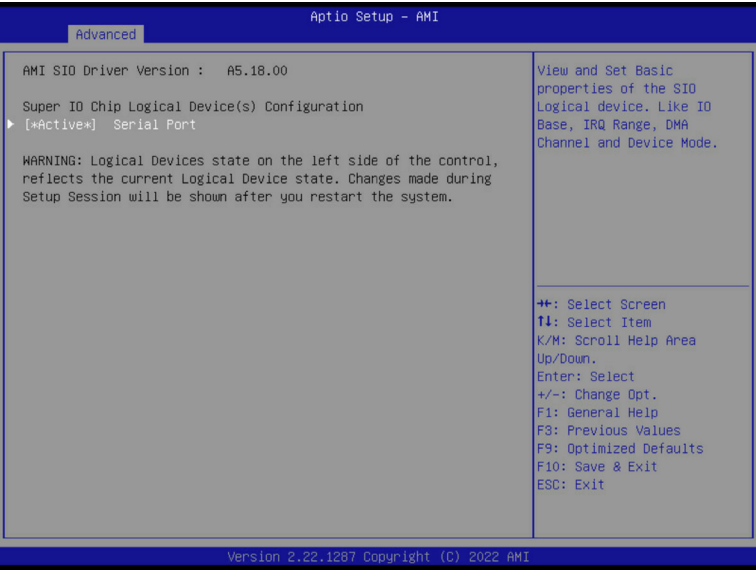 Aptio Setup – AMI
Advanced
AMI SIO Driver Version :   A5.18.00
Super IO Chip Logical Device(s) Configuration
▶ [*Active*]  Serial Port
WARNING: Logical Devices state on the left side of the control,
reflects the current Logical Device state. Changes made during
Setup Session will be shown after you restart the system.
View and Set Basic
properties of the SIO
Logical device. Like IO
Base, IRQ Range, DMA
Channel and Device Mode.
→←: Select Screen
↑↓: Select Item
K/M: Scroll Help Area
Up/Down.
Enter: Select
+/-: Change Opt.
F1: General Help
F3: Previous Values
F9: Optimized Defaults
F10: Save & Exit
ESC: Exit
Version 2.22.1287 Copyright (C) 2022 AMI